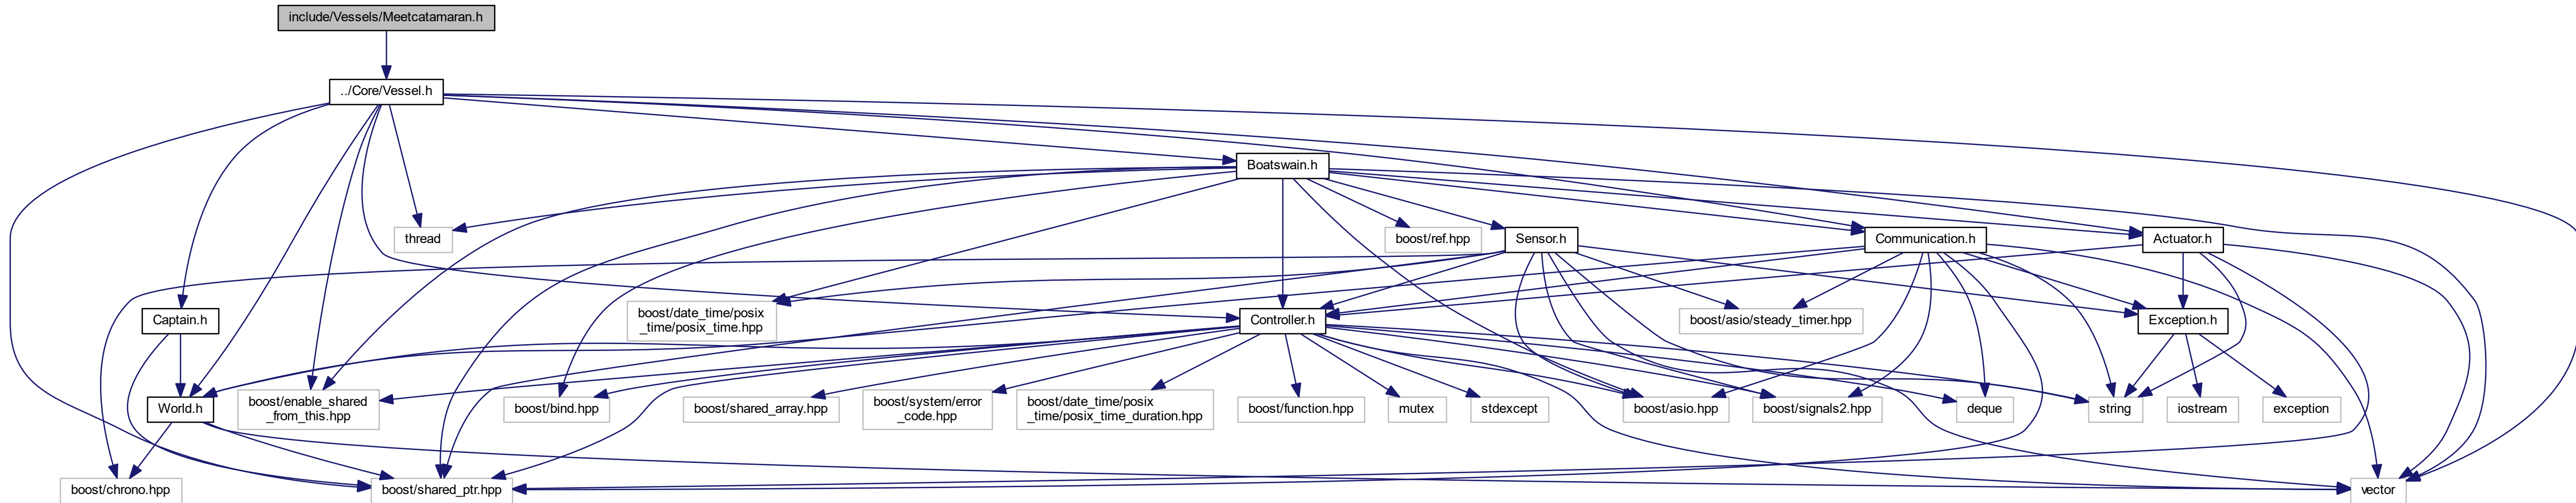 include/Vessels/Meetcatamaran.h
../Core/Vessel.h
Boatswain.h
thread
boost/ref.hpp
Sensor.h
Communication.h
Actuator.h
boost/date_time/posix
_time/posix_time.hpp
Captain.h
Controller.h
boost/asio/steady_timer.hpp
Exception.h
World.h
boost/enable_shared
_from_this.hpp
boost/bind.hpp
boost/shared_array.hpp
boost/system/error
_code.hpp
boost/date_time/posix
_time/posix_time_duration.hpp
boost/function.hpp
mutex
stdexcept
boost/asio.hpp
boost/signals2.hpp
deque
string
iostream
exception
boost/chrono.hpp
boost/shared_ptr.hpp
vector